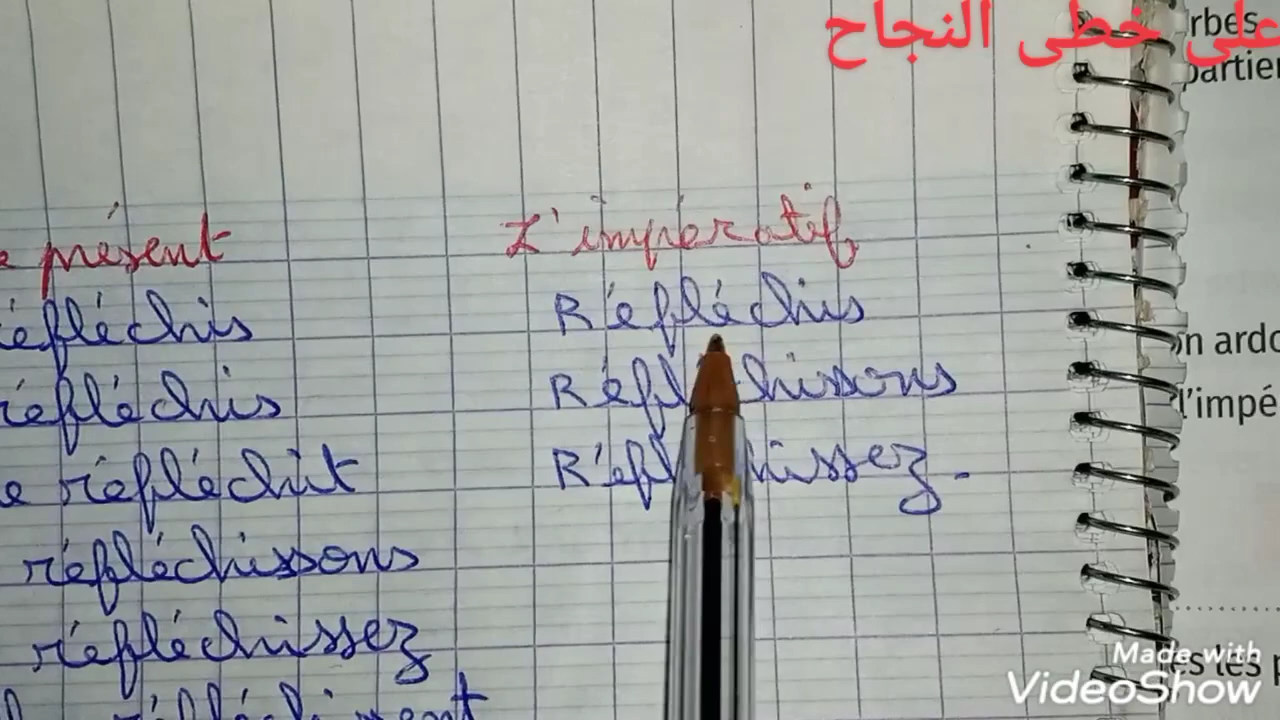 على خطى النجاح
rbes
partie
présent
L'impératif
réfléchis
Réfléchis
réfléchis
Réfléchissons
réfléchit
Réfléchissez.
réfléchissons
réfléchissez
on ardo
l'impé
Made with
VideoShow